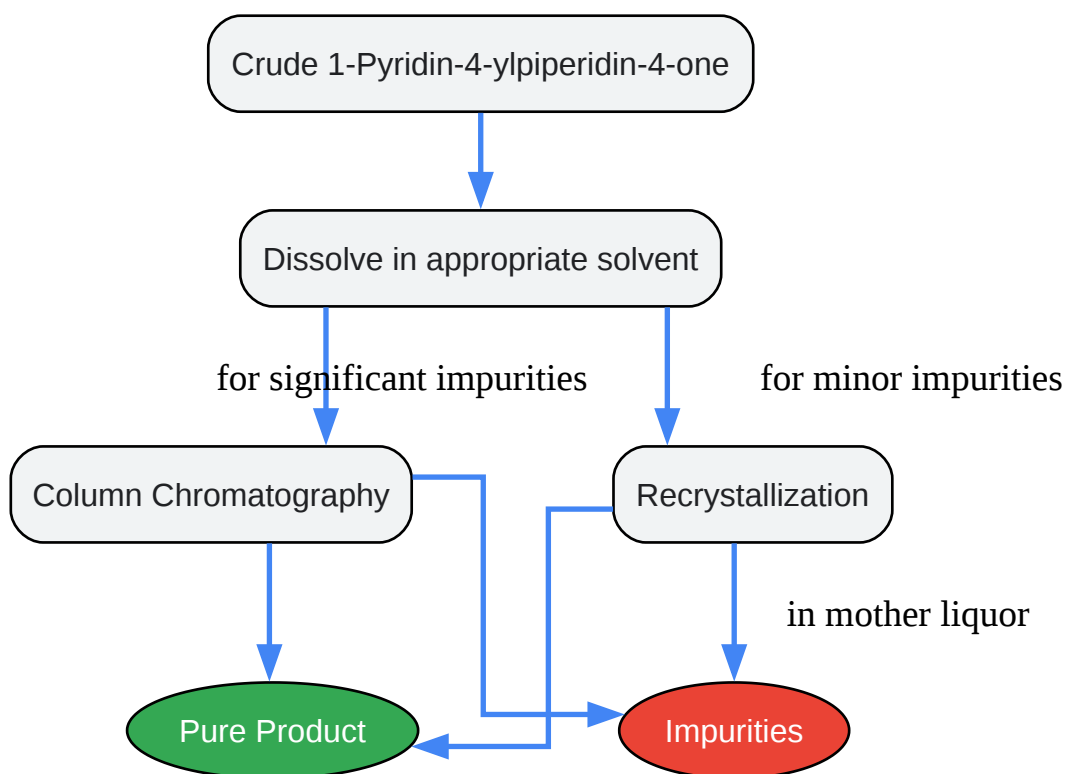 Crude 1-Pyridin-4-ylpiperidin-4-one
Dissolve in appropriate solvent
for significant impurities
for minor impurities
Column Chromatography
Recrystallization
in mother liquor
Pure Product
Impurities